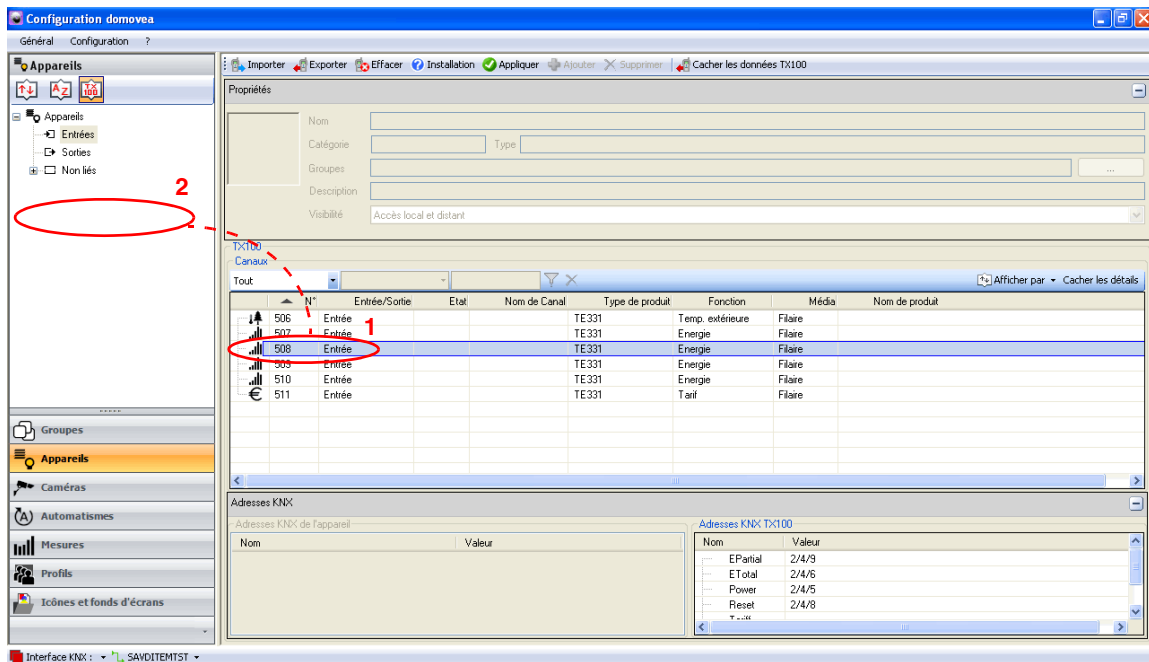 Configuration domovea
Général Configuration ?
Appareils
Importer Exporter Effacer Installation Appliquer Ajouter Supprimer Cacher les données TX100
TX 100
Propriétés
Appareils
Entrées
Sorties
Non liés
2
Nom
Catégorie Type
Groupes ...
Description
Visibilité Accès local et distant
TX100
Canaux
Tout Afficher par Cacher les détails
N° Entrée/Sortie Etat Nom de Canal Type de produit Fonction Média Nom de produit
506 Entrée TE331 Temp. extérieure Filaire
507 Entrée TE331 Energie Filaire
1
508 Entrée TE331 Energie Filaire
509 Entrée TE331 Energie Filaire
510 Entrée TE331 Energie Filaire
€ 511 Entrée TE331 Tarif Filaire
Groupes
Appareils
Caméras
Automatismes
Mesures
Profils
Icônes et fonds d'écrans
Adresses KNX
Adresses KNX de l'appareil
Nom Valeur
Adresses KNX TX100
Nom Valeur
EPartial 2/4/9
ETotal 2/4/6
Power 2/4/5
Reset 2/4/8
Tariff
Interface KNX : SAVDITEMTST